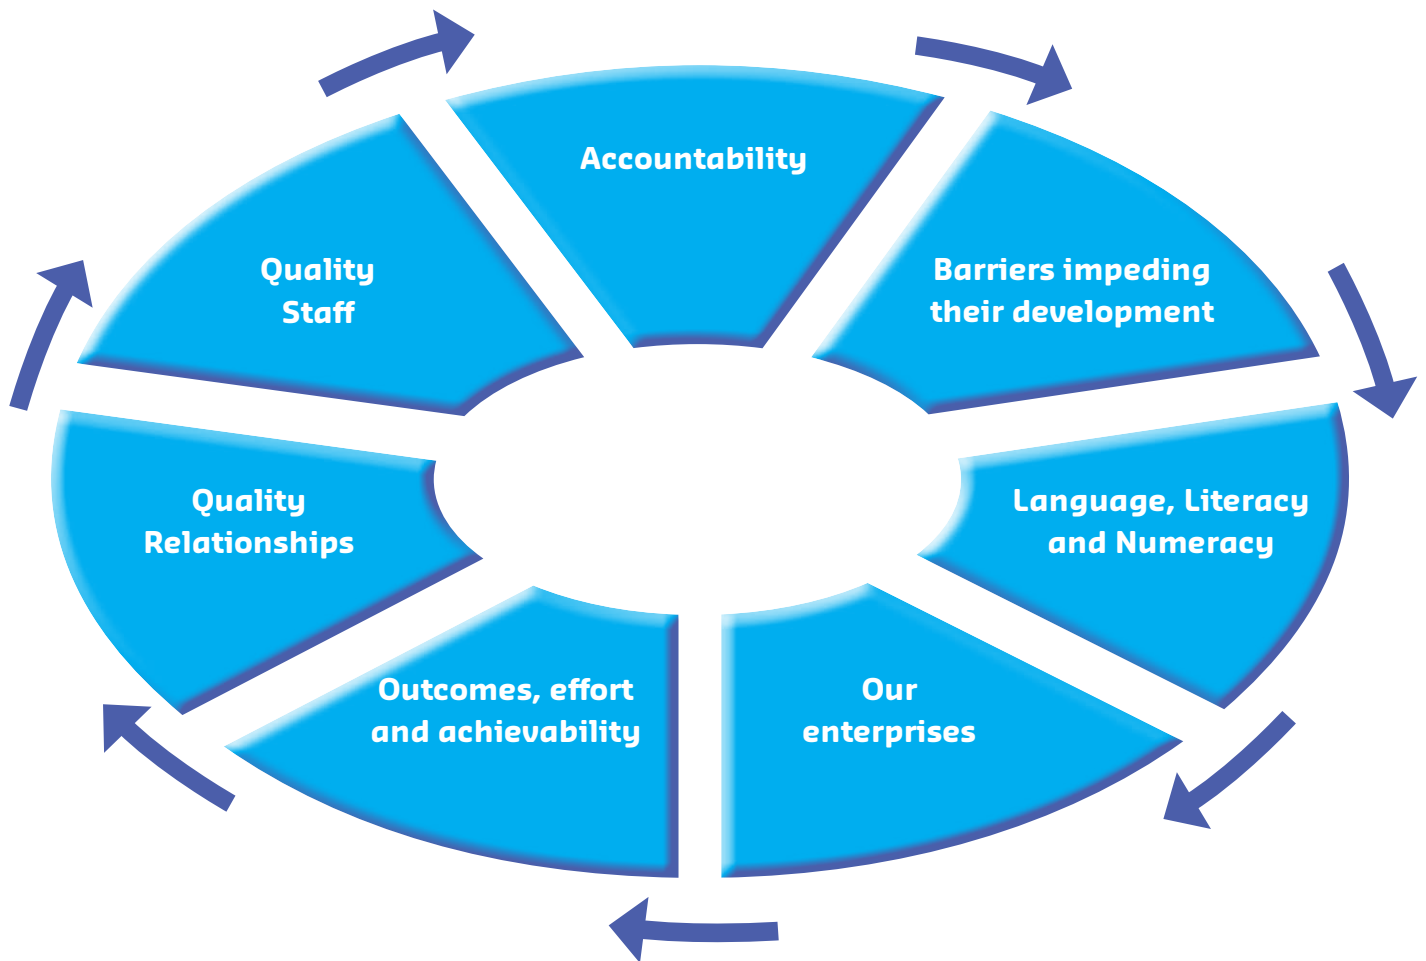 Accountability
Barriers impeding
their development
Language, Literacy
and Numeracy
Our
enterprises
Outcomes, effort
and achievability
Quality
Relationships
Quality
Staff